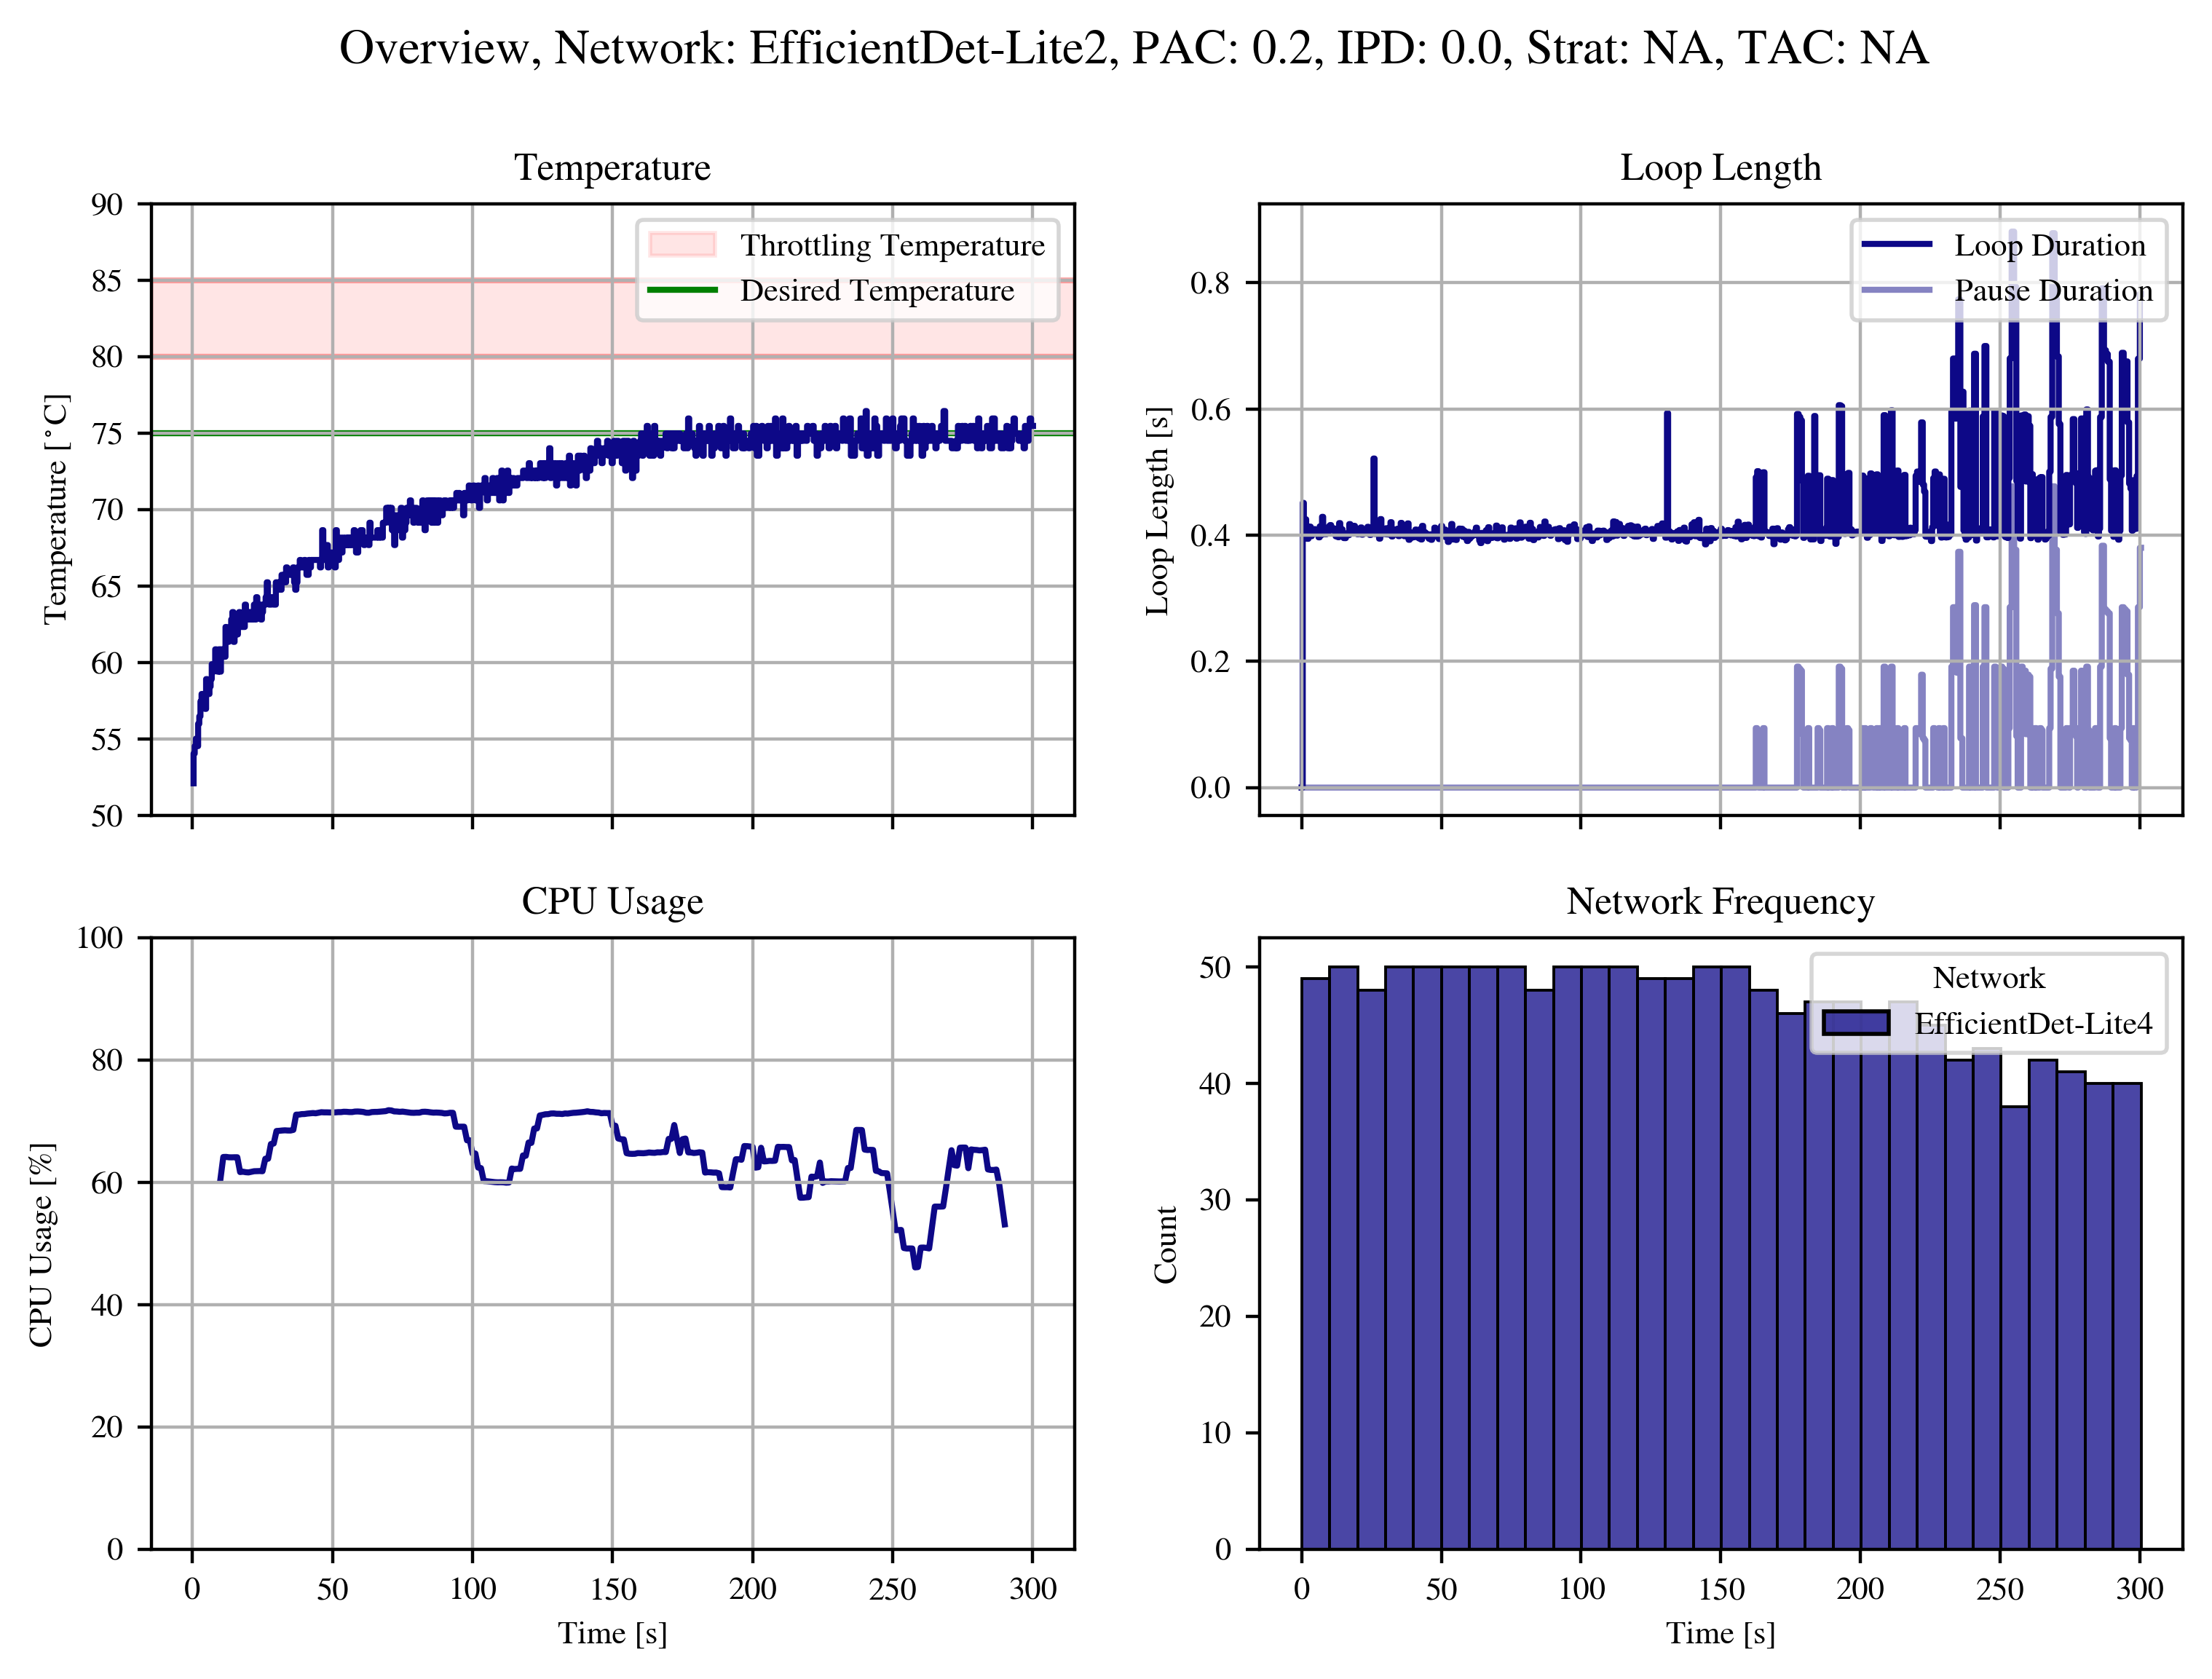 Overview, Network: EfficientDet-Lite2, PAC: 0.2, IPD: 0.0, Strat: NA, TAC: NA
Temperature
90
85
80
75
70
65
60
55
50
Temperature [°C]
Throttling Temperature
Desired Temperature
Loop Length
0.8
0.6
0.4
0.2
0.0
Loop Length [s]
Loop Duration
Pause Duration
CPU Usage
100
80
60
40
20
0
CPU Usage [%]
0 50 100 150 200 250 300
Time [s]
Network Frequency
50
40
30
20
10
0
Count
Network
EfficientDet-Lite4
0 50 100 150 200 250 300
Time [s]